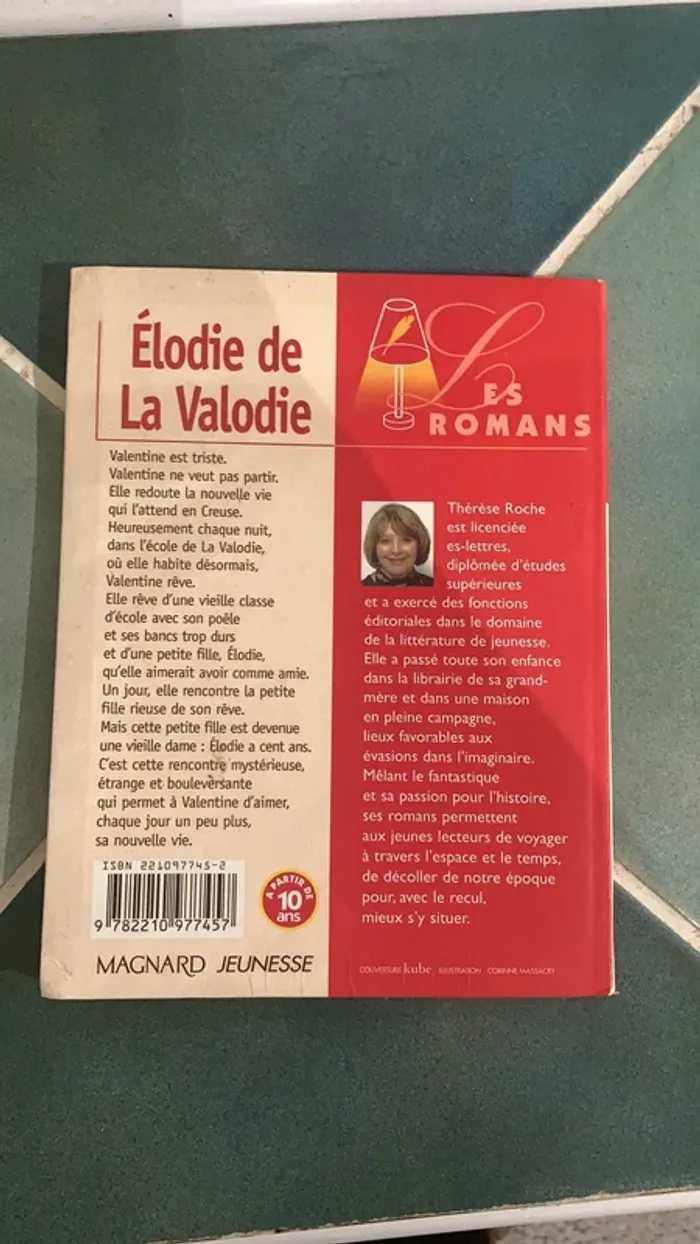 Élodie de
La Valodie
Valentine est triste.
Valentine ne veut pas partir.
Elle redoute la nouvelle vie
qui l'attend en Creuse.
Heureusement chaque nuit,
dans l'école de La Valodie,
où elle habite désormais,
Valentine rêve.
Elle rêve d'une vieille classe
d'école avec son poêle
et ses bancs trop durs
et d'une petite fille, Élodie,
qu'elle aimerait avoir comme amie.
Un jour, elle rencontre la petite
fille rieuse de son rêve.
Mais cette petite fille est devenue
une vieille dame : Élodie a cent ans.
C'est cette rencontre mystérieuse,
étrange et bouleversante
qui permet à Valentine d'aimer,
chaque jour un peu plus,
sa nouvelle vie.
ISBN 221097745-2
9 782210 977457
A PARTIR DE
10
ans
MAGNARD JEUNESSE
LES
ROMANS
Thérèse Roche
est licenciée
es-lettres,
diplômée d'études
supérieures
et a exercé des fonctions
éditoriales dans le domaine
de la littérature de jeunesse.
Elle a passé toute son enfance
dans la librairie de sa grand-
mère et dans une maison
en pleine campagne,
lieux favorables aux
évasions dans l'imaginaire.
Mêlant le fantastique
et sa passion pour l'histoire,
ses romans permettent
aux jeunes lecteurs de voyager
à travers l'espace et le temps,
de décoller de notre époque
pour, avec le recul,
mieux s'y situer.
COUVERTURE kube ILLUSTRATION CORINNE MASSACRY